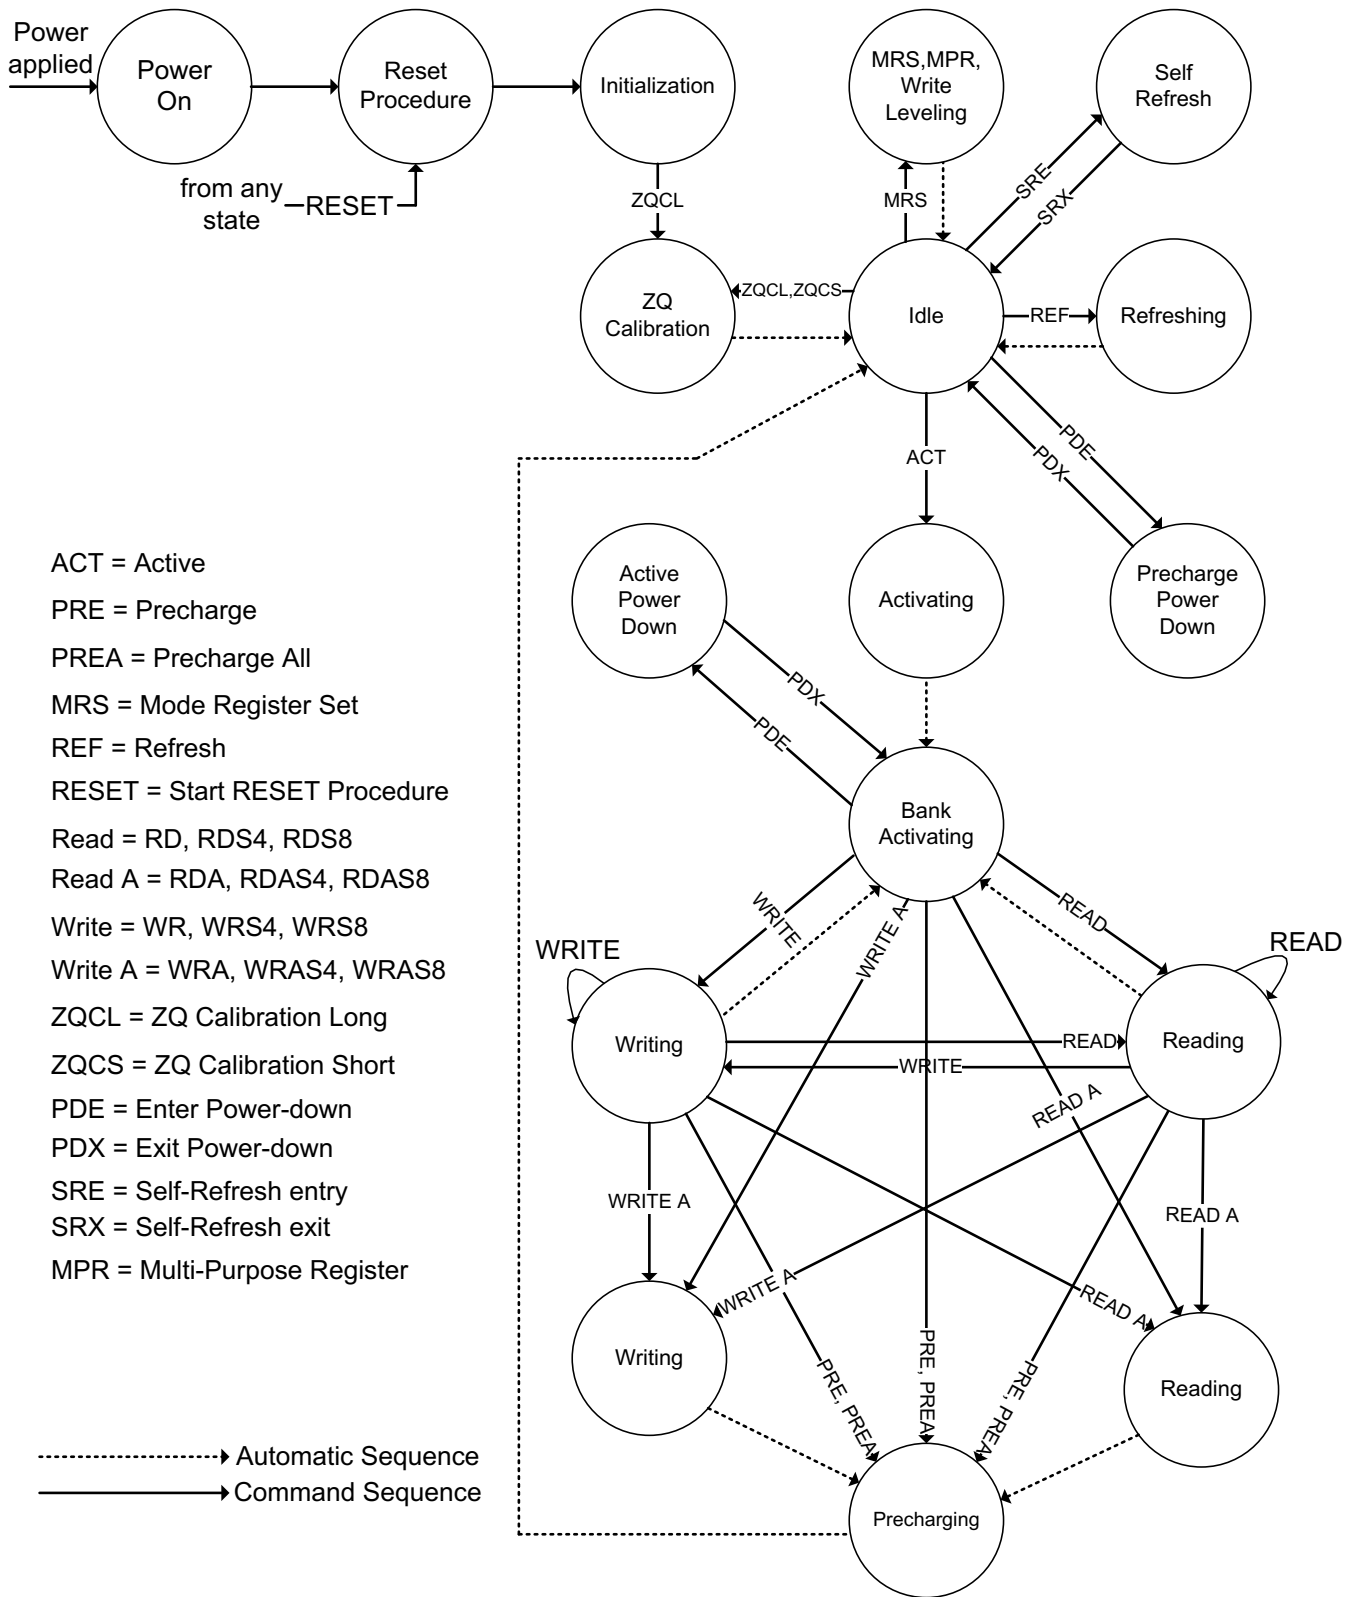 Power
applied
Power
On
Reset
Procedure
Initialization
MRS,MPR,
Write
Leveling
Self
Refresh
from any
state
RESET
ZQCL
MRS
SRE
SRX
ZQ
Calibration
ZQCL,ZQCS
Idle
REF
Refreshing
ACT
PDE
PDX
Active
Power
Down
Activating
Precharge
Power
Down
PDX
PDE
Bank
Activating
WRITE
WRITE A
READ
WRITE
READ
Writing
READ
Reading
WRITE
READ A
WRITE A
READ A
WRITE A
READ A
Writing
PRE, PREA
PRE, PREA
PRE, PREA
Reading
Precharging
ACT = Active
PRE = Precharge
PREA = Precharge All
MRS = Mode Register Set
REF = Refresh
RESET = Start RESET Procedure
Read = RD, RDS4, RDS8
Read A = RDA, RDAS4, RDAS8
Write = WR, WRS4, WRS8
Write A = WRA, WRAS4, WRAS8
ZQCL = ZQ Calibration Long
ZQCS = ZQ Calibration Short
PDE = Enter Power-down
PDX = Exit Power-down
SRE = Self-Refresh entry
SRX = Self-Refresh exit
MPR = Multi-Purpose Register
Automatic Sequence
Command Sequence